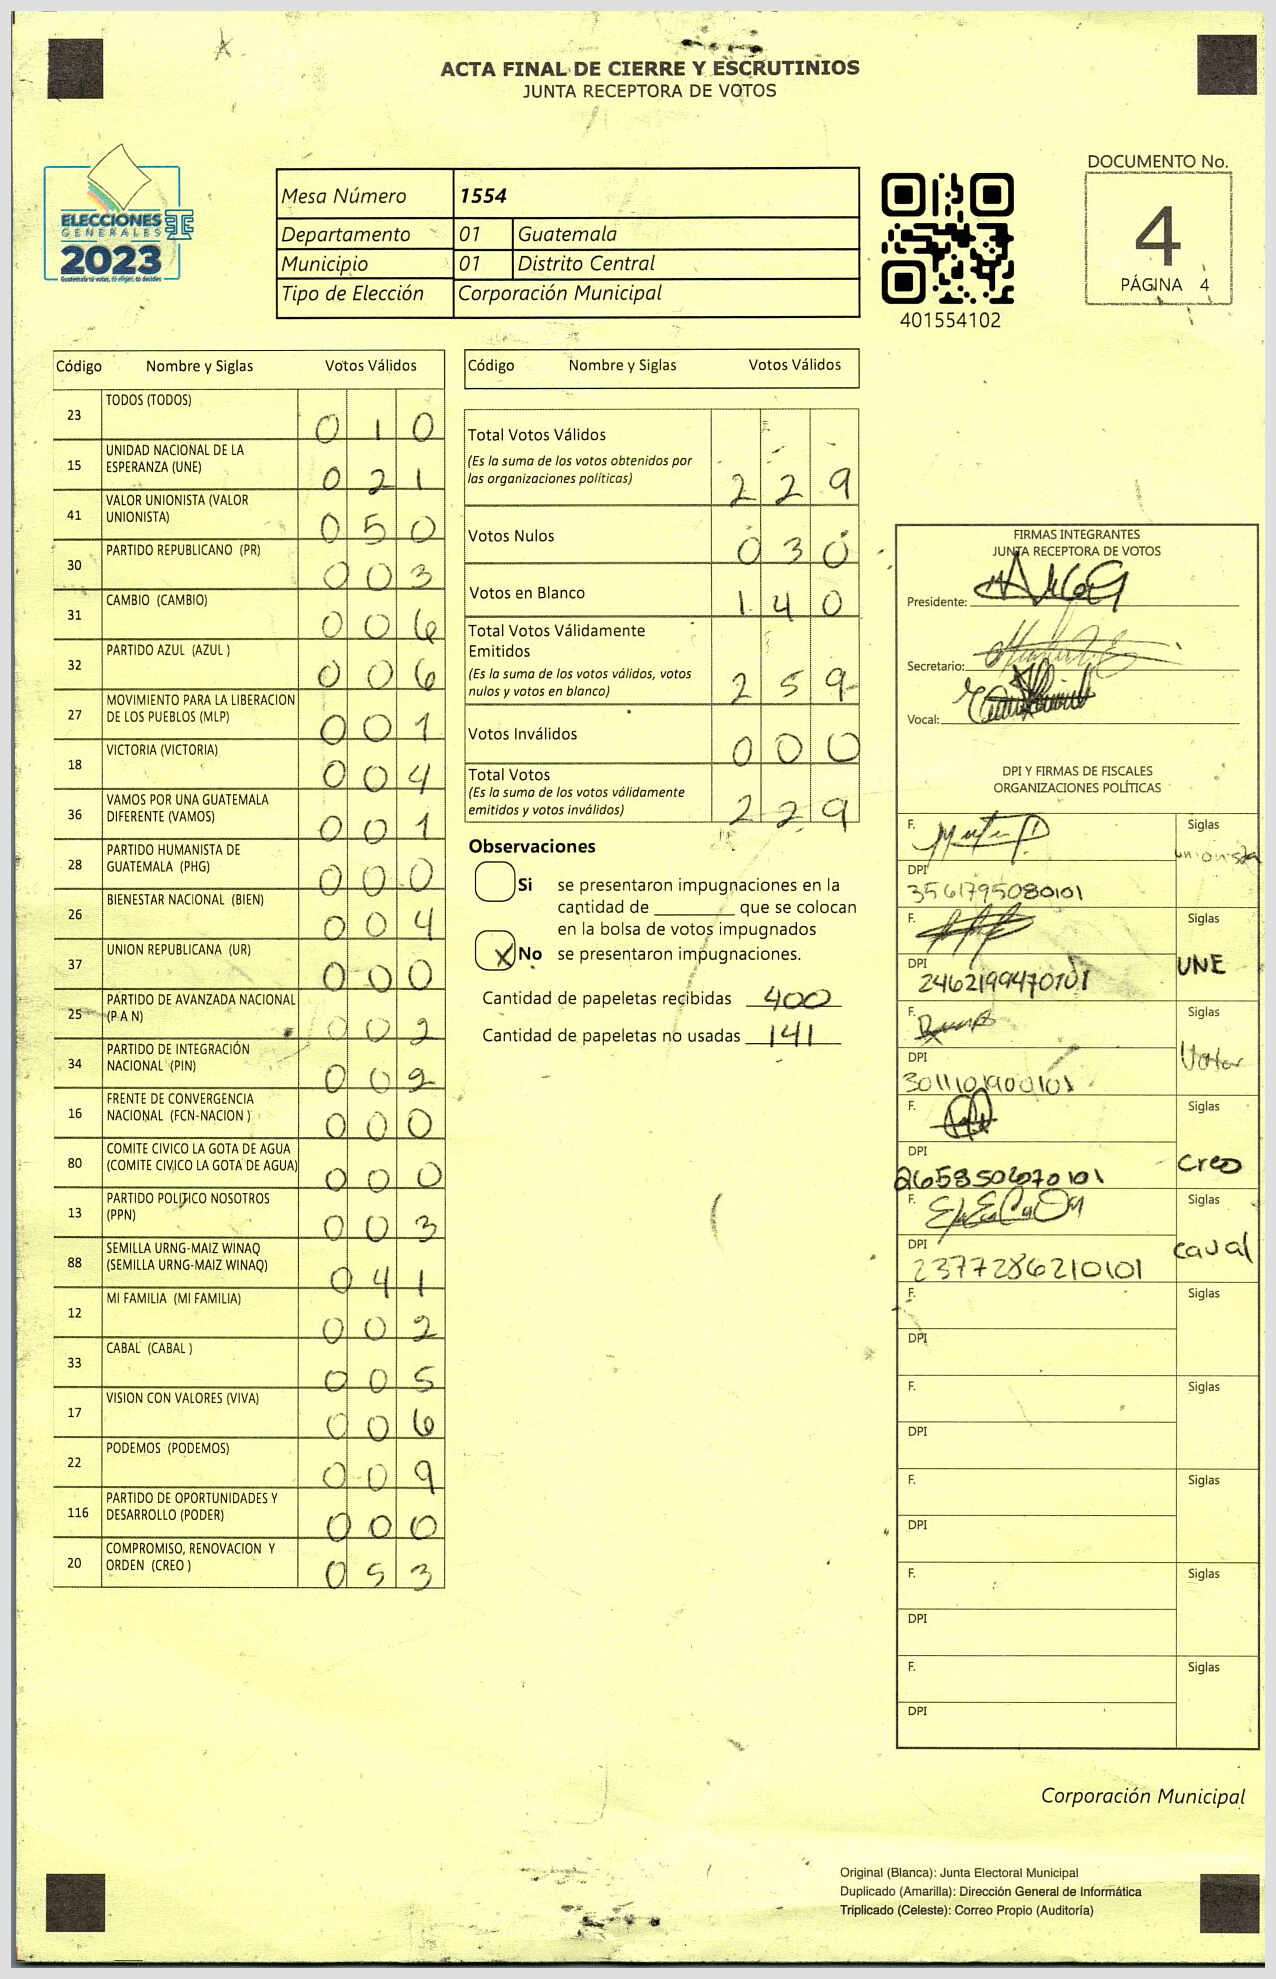 ACTA FINAL DE CIERRE Y ESCRUTINIOS
JUNTA RECEPTORA DE VOTOS
ELECCIONES
GENERALES
2023
Guatemala tú votas, tú eliges, tú decides
Mesa Número 1554
Departamento 01 Guatemala
Municipio 01 Distrito Central
Tipo de Elección Corporación Municipal
401554102
DOCUMENTO No.
4
PÁGINA 4
Código Nombre y Siglas Votos Válidos
23 TODOS (TODOS) 0 1 0
15 UNIDAD NACIONAL DE LA
ESPERANZA (UNE) 0 2 1
41 VALOR UNIONISTA (VALOR
UNIONISTA) 0 5 0
30 PARTIDO REPUBLICANO (PR) 0 0 3
31 CAMBIO (CAMBIO) 0 0 6
32 PARTIDO AZUL (AZUL ) 0 0 6
27 MOVIMIENTO PARA LA LIBERACION
DE LOS PUEBLOS (MLP) 0 0 1
18 VICTORIA (VICTORIA) 0 0 4
36 VAMOS POR UNA GUATEMALA
DIFERENTE (VAMOS) 0 0 1
28 PARTIDO HUMANISTA DE
GUATEMALA (PHG) 0 0 0
26 BIENESTAR NACIONAL (BIEN) 0 0 4
37 UNION REPUBLICANA (UR) 0 0 0
25 PARTIDO DE AVANZADA NACIONAL
(P A N) 0 0 2
34 PARTIDO DE INTEGRACIÓN
NACIONAL (PIN) 0 0 2
16 FRENTE DE CONVERGENCIA
NACIONAL (FCN-NACION ) 0 0 0
80 COMITE CIVICO LA GOTA DE AGUA
(COMITE CIVICO LA GOTA DE AGUA) 0 0 0
13 PARTIDO POLITICO NOSOTROS
(PPN) 0 0 3
88 SEMILLA URNG-MAIZ WINAQ
(SEMILLA URNG-MAIZ WINAQ) 0 4 1
12 MI FAMILIA (MI FAMILIA) 0 0 2
33 CABAL (CABAL ) 0 0 5
17 VISION CON VALORES (VIVA) 0 0 6
22 PODEMOS (PODEMOS) 0 0 9
116 PARTIDO DE OPORTUNIDADES Y
DESARROLLO (PODER) 0 0 0
20 COMPROMISO, RENOVACION Y
ORDEN (CREO ) 0 5 3
Código Nombre y Siglas Votos Válidos
Total Votos Válidos
(Es la suma de los votos obtenidos por
las organizaciones políticas) 2 2 9
Votos Nulos 0 3 0
Votos en Blanco 1 4 0
Total Votos Válidamente
Emitidos
(Es la suma de los votos válidos, votos
nulos y votos en blanco) 2 5 9
Votos Inválidos 0 0 0
Total Votos
(Es la suma de los votos válidamente
emitidos y votos inválidos) 2 2 9
Observaciones
Si se presentaron impugnaciones en la
cantidad de ________ que se colocan
en la bolsa de votos impugnados
X No se presentaron impugnaciones.
Cantidad de papeletas recibidas 400
Cantidad de papeletas no usadas 141
FIRMAS INTEGRANTES
JUNTA RECEPTORA DE VOTOS
Presidente:
Secretario:
Vocal:
DPI Y FIRMAS DE FISCALES
ORGANIZACIONES POLÍTICAS
F. Siglas
unionista
DPI
3561795080101
F. Siglas
DPI UNE
2462199470101
F. Siglas
DPI Valor
3011101900101
F. Siglas
DPI Creo
2658506070101
F. Siglas
DPI caval
2377286210101
F. Siglas
DPI
F. Siglas
DPI
F. Siglas
DPI
F. Siglas
DPI
F. Siglas
DPI
Corporación Municipal
Original (Blanca): Junta Electoral Municipal
Duplicado (Amarilla): Dirección General de Informática
Triplicado (Celeste): Correo Propio (Auditoría)